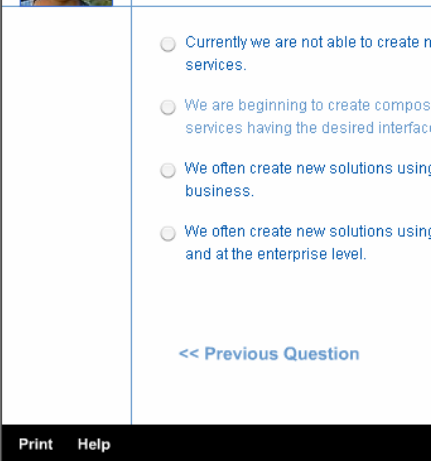 Currently we are not able to create
services.
We are beginning to create
services having the desired
We often create new solutions using
business.
We often create new solutions using
and at the enterprise level.
<< Previous Question
Print Help